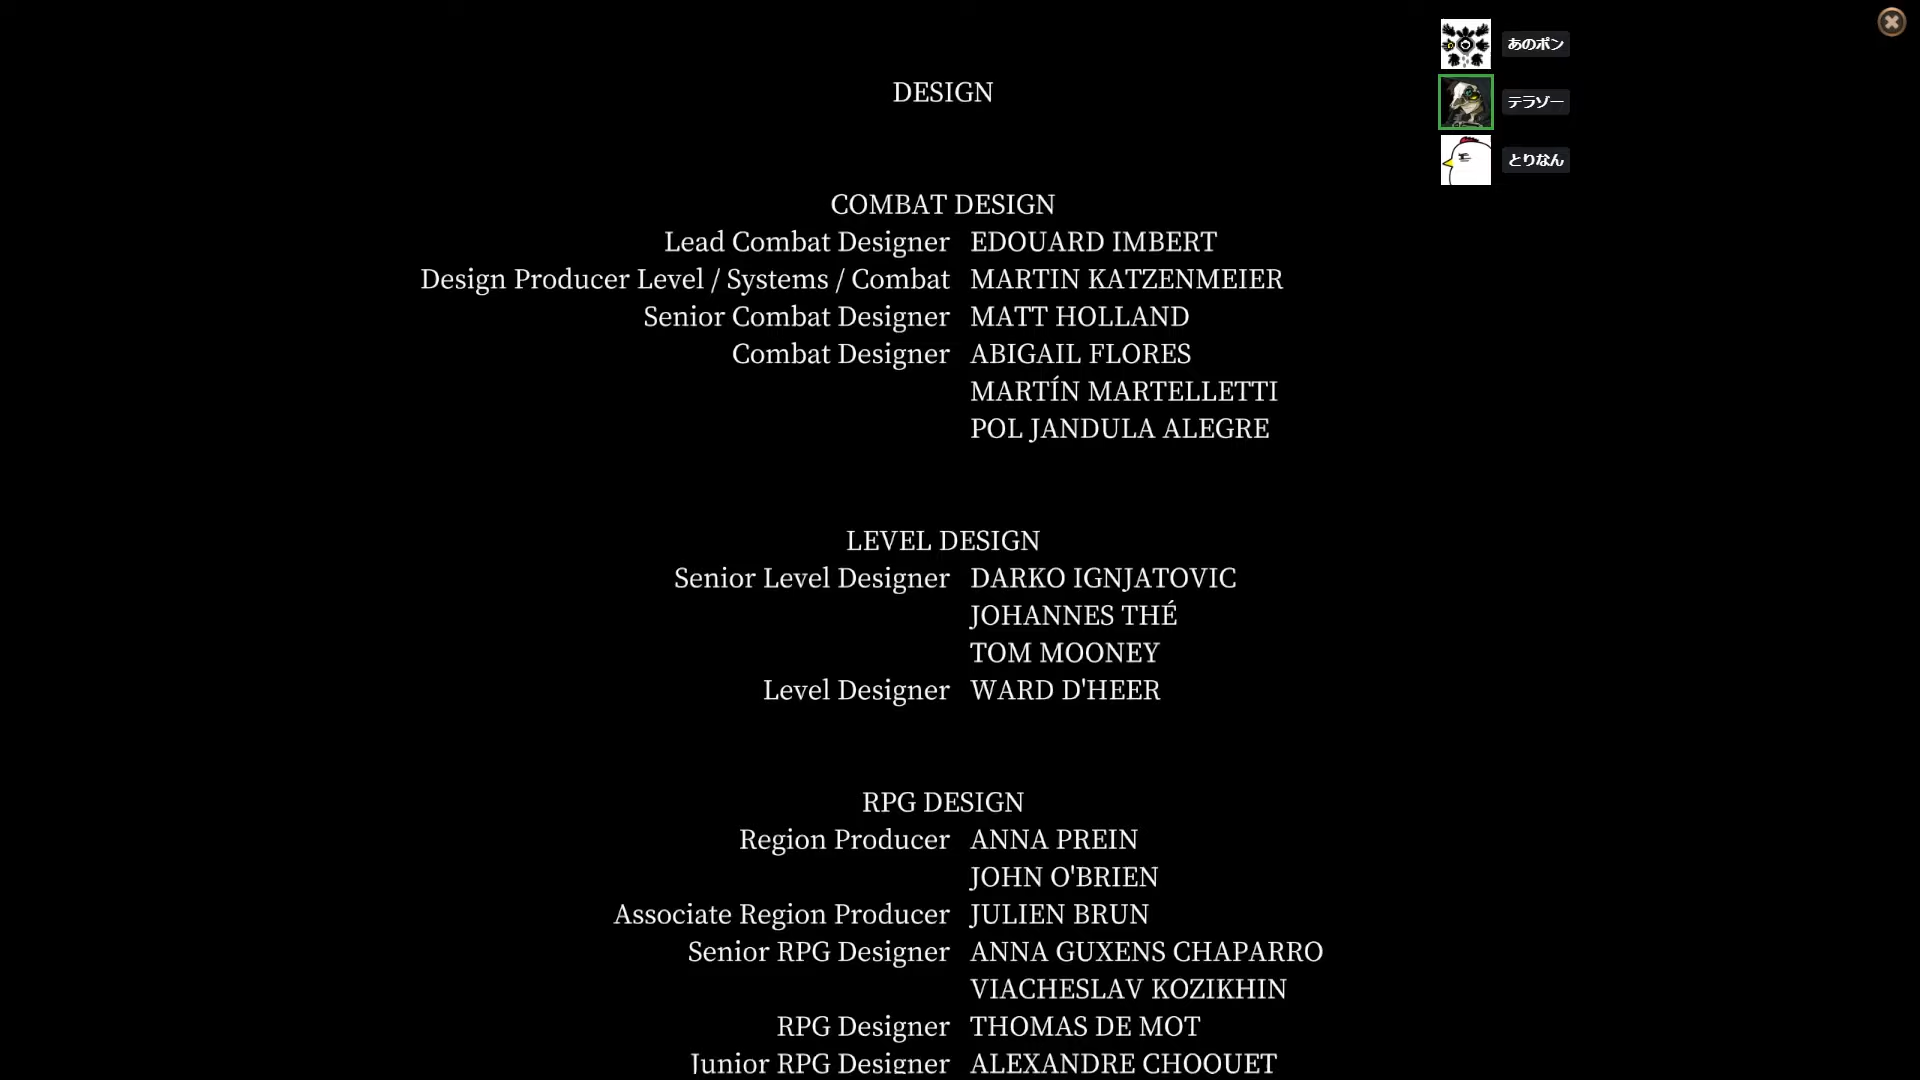 DESIGN
COMBAT DESIGN
Lead Combat Designer EDOUARD IMBERT
Design Producer Level / Systems / Combat MARTIN KATZENMEIER
Senior Combat Designer MATT HOLLAND
Combat Designer ABIGAIL FLORES
MARTÍN MARTELLETTI
POL JANDULA ALEGRE
LEVEL DESIGN
Senior Level Designer DARKO IGNJATOVIC
JOHANNES THÉ
TOM MOONEY
Level Designer WARD D'HEER
RPG DESIGN
Region Producer ANNA PREIN
JOHN O'BRIEN
Associate Region Producer JULIEN BRUN
Senior RPG Designer ANNA GUXENS CHAPARRO
VIACHESLAV KOZIKHIN
RPG Designer THOMAS DE MOT
Junior RPG Designer ALEXANDRE CHOQUET
あのポン
テラゾー
とりなん